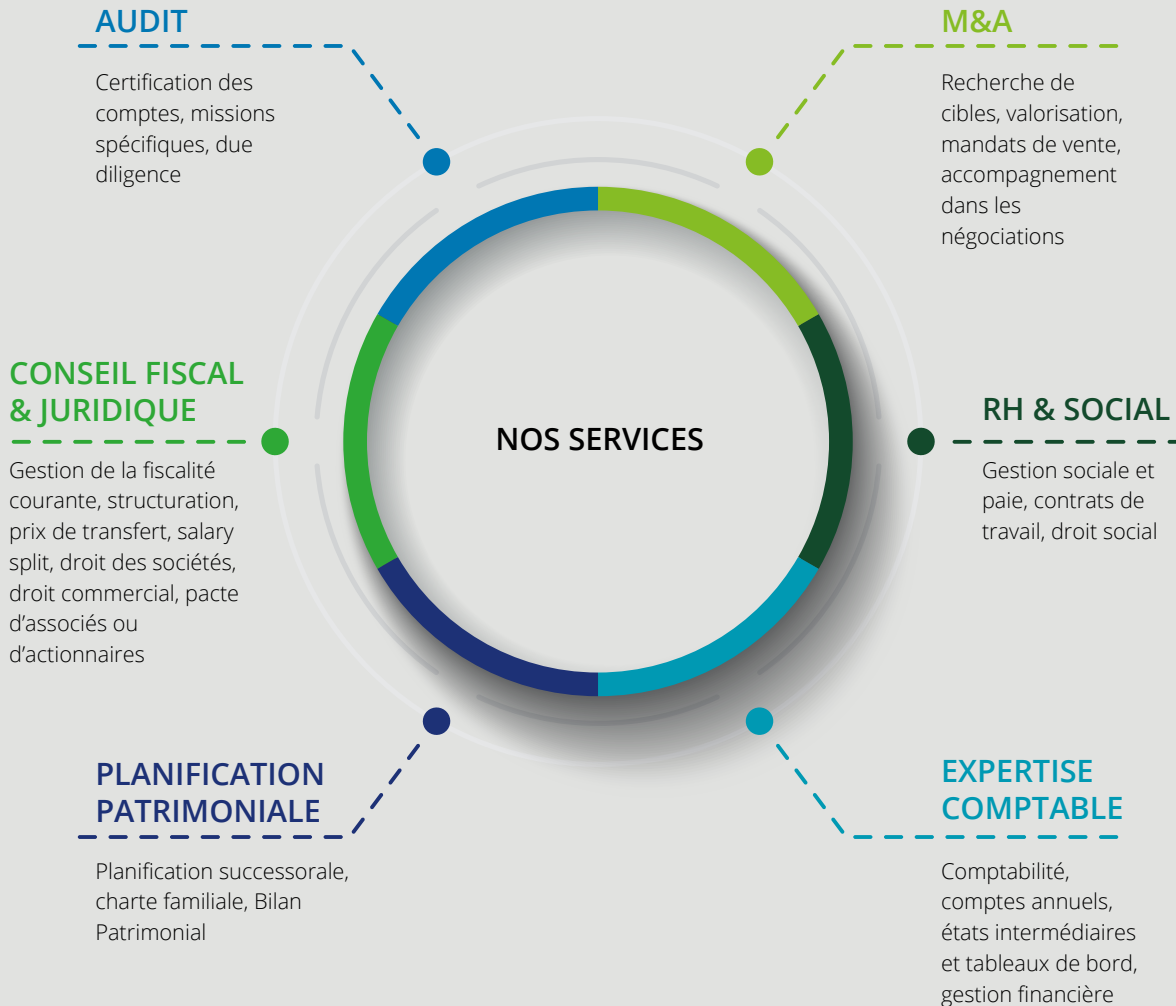 AUDIT
Certification des
comptes, missions
spécifiques, due
diligence
M&A
Recherche de
cibles, valorisation,
mandats de vente,
accompagnement
dans les
négociations
CONSEIL FISCAL
& JURIDIQUE
Gestion de la fiscalité
courante, structuration,
prix de transfert, salary
split, droit des sociétés,
droit commercial, pacte
d’associés ou
d’actionnaires
NOS SERVICES
RH & SOCIAL
Gestion sociale et
paie, contrats de
travail, droit social
PLANIFICATION
PATRIMONIALE
Planification successorale,
charte familiale, Bilan
Patrimonial
EXPERTISE
COMPTABLE
Comptabilité,
comptes annuels,
états intermédiaires
et tableaux de bord,
gestion financière